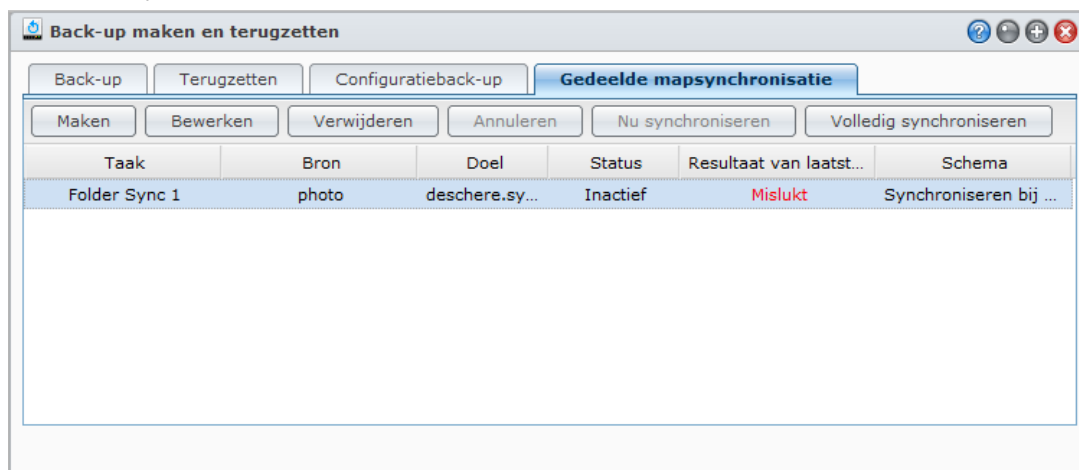 Back-up maken en terugzetten
Back-up Terugzetten Configuratieback-up Gedeelde mapsynchronisatie
Maken Bewerken Verwijderen Annuleren Nu synchroniseren Volledig synchroniseren
Taak Bron Doel Status Resultaat van laatst... Schema
Folder Sync 1 photo deschere.sy... Inactief Mislukt Synchroniseren bij ...